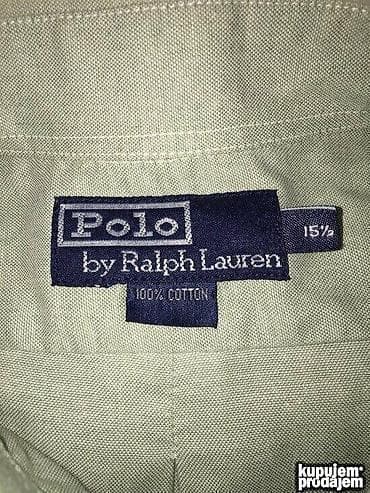 Polo
by Ralph Lauren
15½
100% COTTON
kupujem
prodajem